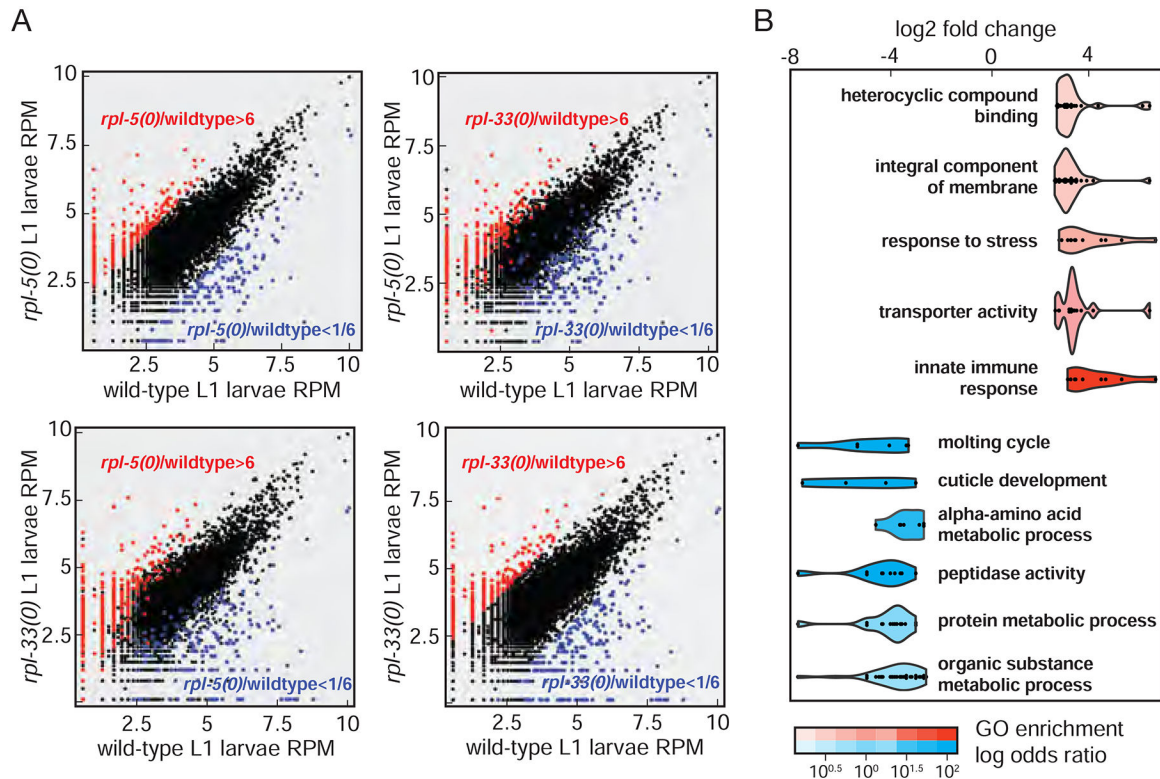 A
10
7.5
5
2.5
rpl-5(0) L1 larvae RPM
rpl-5(0)/wildtype>6
rpl-5(0)/wildtype<1/6
2.5 5 7.5 10
wild-type L1 larvae RPM
10
7.5
5
2.5
rpl-5(0) L1 larvae RPM
rpl-33(0)/wildtype>6
rpl-33(0)/wildtype<1/6
2.5 5 7.5 10
wild-type L1 larvae RPM
10
7.5
5
2.5
rpl-33(0) L1 larvae RPM
rpl-5(0)/wildtype>6
rpl-5(0)/wildtype<1/6
2.5 5 7.5 10
wild-type L1 larvae RPM
10
7.5
5
2.5
rpl-33(0) L1 larvae RPM
rpl-33(0)/wildtype>6
rpl-33(0)/wildtype<1/6
2.5 5 7.5 10
wild-type L1 larvae RPM
B
log2 fold change
-8 -4 0 4
heterocyclic compound
binding
integral component
of membrane
response to stress
transporter activity
innate immune
response
molting cycle
cuticle development
alpha-amino acid
metabolic process
peptidase activity
protein metabolic process
organic substance
metabolic process
GO enrichment
log odds ratio
10^0.5 10^0 10^1.5 10^2